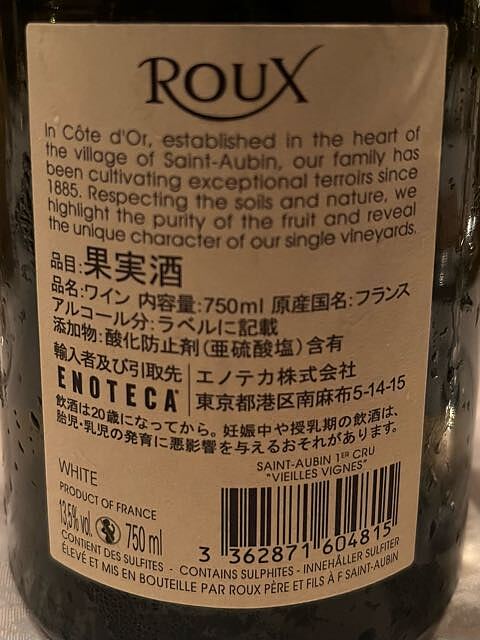 ROUX
In Côte d'Or, established in the heart of
the village of Saint-Aubin, our family has
been cultivating exceptional terroirs since
1885. Respecting the soils and nature, we
highlight the purity of the fruit and reveal
the unique character of our single vineyards.
品目:果実酒
品名:ワイン 内容量:750ml 原産国名:フランス
アルコール分:ラベルに記載
添加物:酸化防止剤(亜硫酸塩)含有
輸入者及び引取先
ENOTECA
エノテカ株式会社
東京都港区南麻布5-14-15
飲酒は20歳になってから。妊娠中や授乳期の飲酒は、
胎児・乳児の発育に悪影響を与えるおそれがあります。
SAINT-AUBIN 1ER CRU
"VIEILLES VIGNES"
WHITE
PRODUCT OF FRANCE
13,5% vol. 750 ml
3 362871 604815
CONTIENT DES SULFITES - CONTAINS SULPHITES - INNEHÅLLER SULFITER
ÉLEVÉ ET MIS EN BOUTEILLE PAR ROUX PÈRE ET FILS À F SAINT-AUBIN